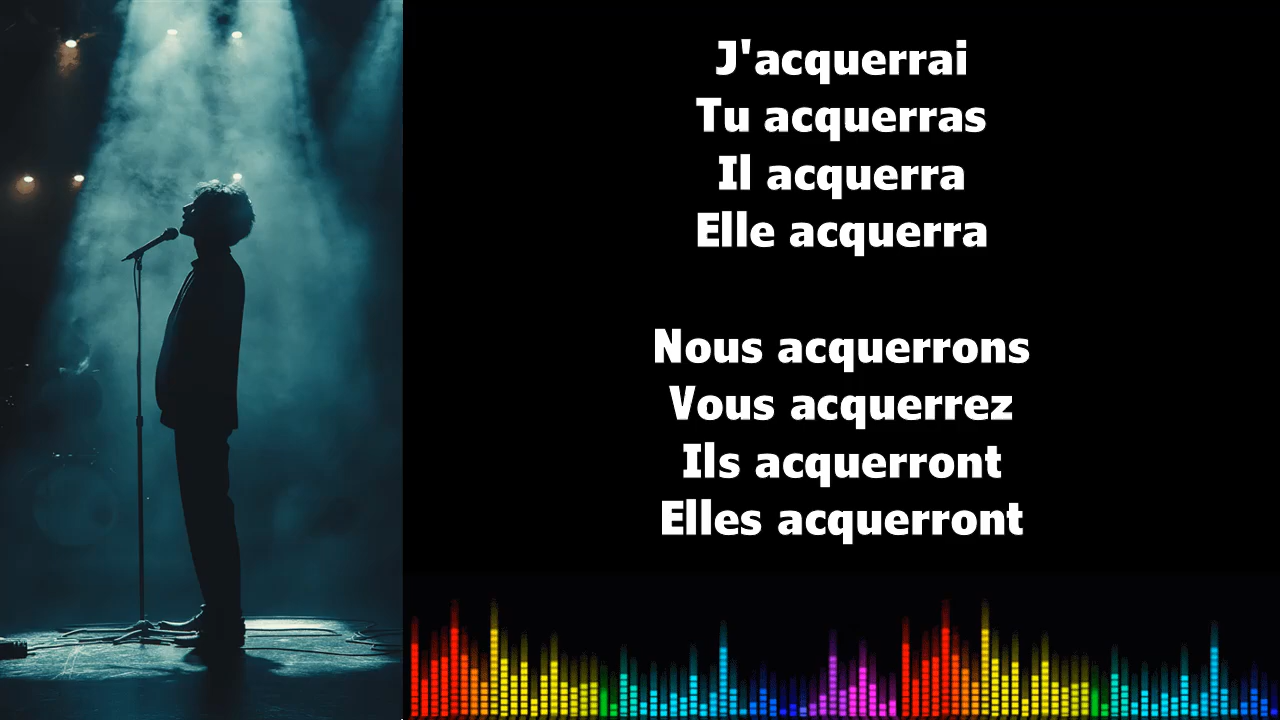 J'acquerrai
Tu acquerras
Il acquerra
Elle acquerra
Nous acquerrons
Vous acquerrez
Ils acquerront
Elles acquerront